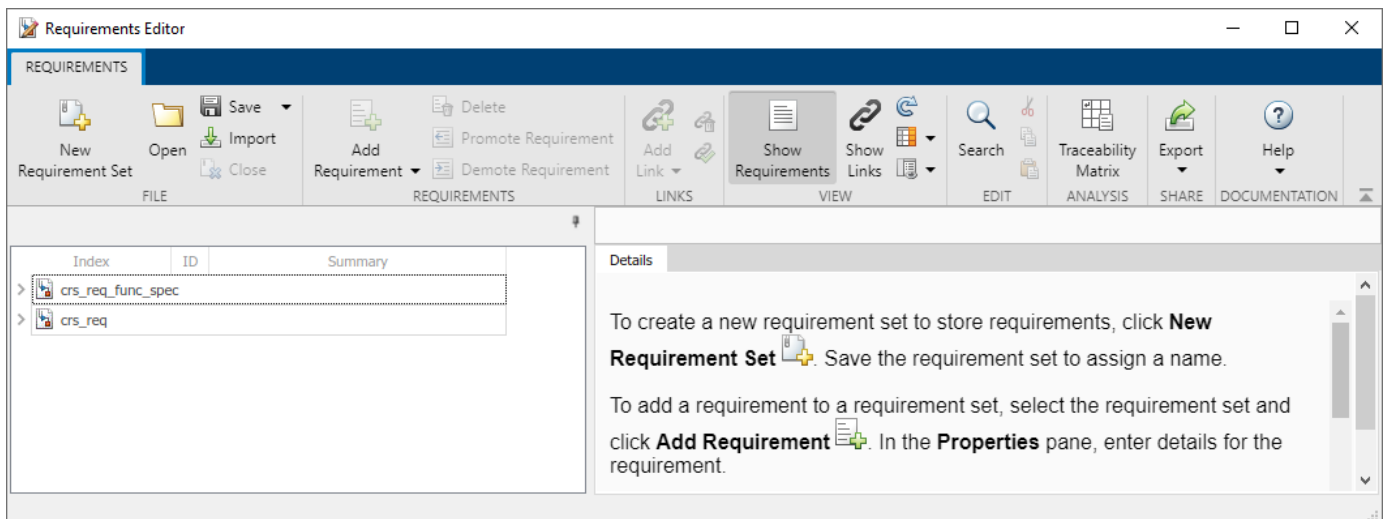 Requirements Editor
REQUIREMENTS
New
Requirement Set
Open
Save
Import
Close
FILE
Add
Requirement
Delete
Promote Requirement
Demote Requirement
REQUIREMENTS
Add
Link
LINKS
Show
Requirements
Show
Links
VIEW
Search
EDIT
Traceability
Matrix
ANALYSIS
Export
SHARE
Help
DOCUMENTATION
Index ID Summary
crs_req_func_spec
crs_req
Details
To create a new requirement set to store requirements, click New
Requirement Set . Save the requirement set to assign a name.
To add a requirement to a requirement set, select the requirement set and
click Add Requirement . In the Properties pane, enter details for the
requirement.